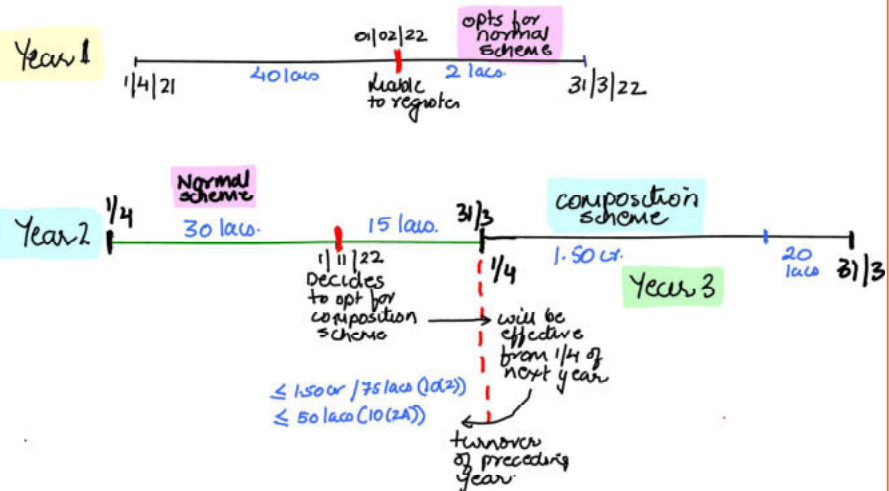 Year 1
01/02/22
opts for
normal
scheme
1/4/21
40 lacs
2 lacs.
31/3/22
liable
to register
Year 2
1/4
Normal
scheme
30 lacs.
15 lacs.
31/3
composition
scheme
1.50 cr.
20
lacs
31/3
1/11/22
1/4
Year 3
Decides
to opt for
composition
scheme
will be
effective
from 1/4 of
next year
≤ 1.50cr / 75 lacs (10(2))
≤ 50 lacs (10(2A))
turnover
of preceding
year.